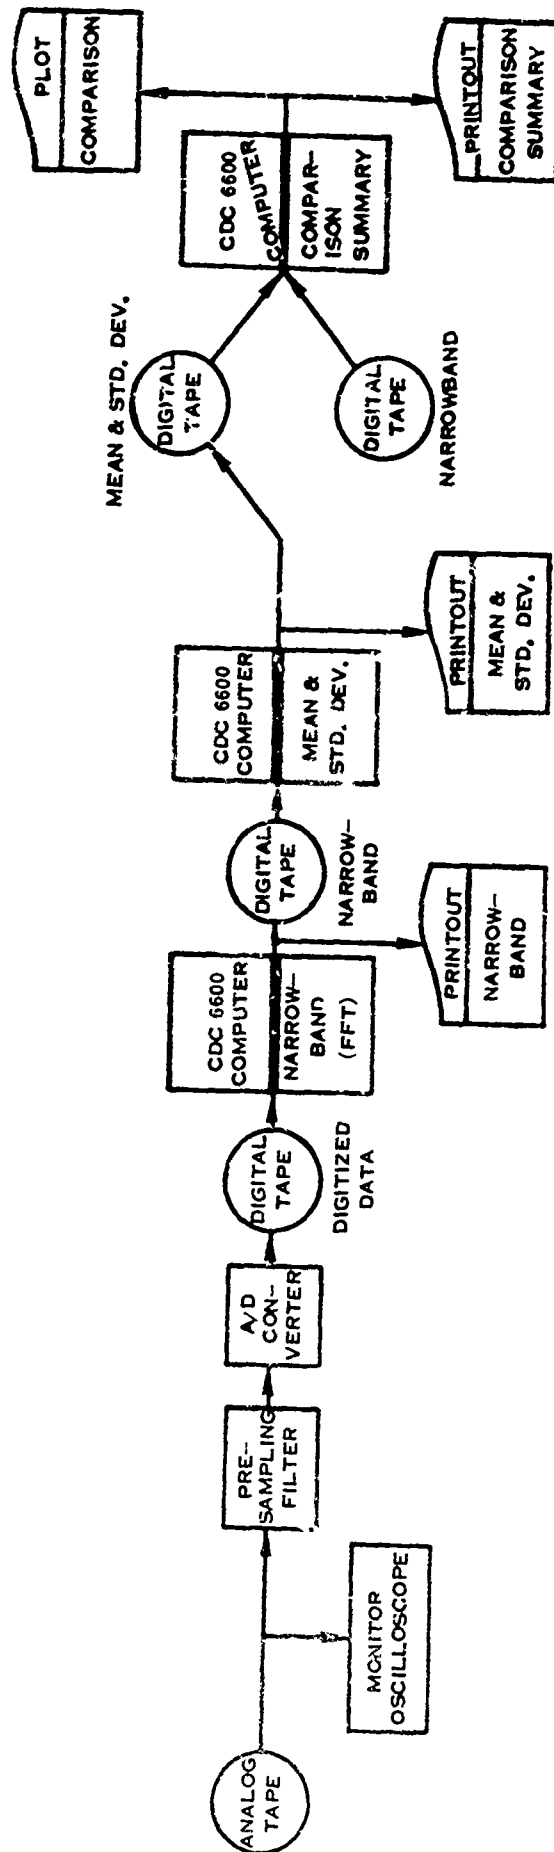 ANALOG
TAPE
MONITOR
OSCILLOSCOPE
PRE-
SAMPLING
FILTER
A/D
CON-
VERTER
DIGITAL
TAPE
DIGITIZED
DATA
CDC 6600
COMPUTER
NARROW-
BAND
(FFT)
PRINTOUT
NARROW-
BAND
DIGITAL
TAPE
NARROW-
BAND
CDC 6600
COMPUTER
MEAN &
STD. DEV.
PRINTOUT
MEAN &
STD. DEV.
MEAN & STD. DEV.
DIGITAL
TAPE
DIGITAL
TAPE
NARROWBAND
CDC 6600
COMPUTER
COMPAR-
ISON
SUMMARY
PLOT
COMPARISON
PRINTOUT
COMPARISON
SUMMARY